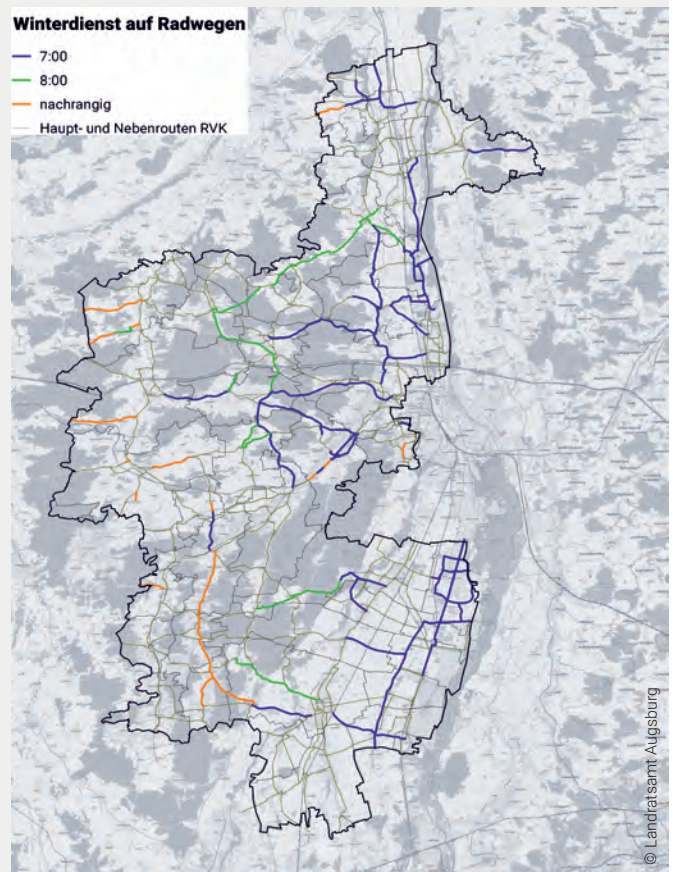 Winterdienst auf Radwegen
7:00
8:00
nachrangig
Haupt- und Nebenrouten RVK
© Landratsamt Augsburg